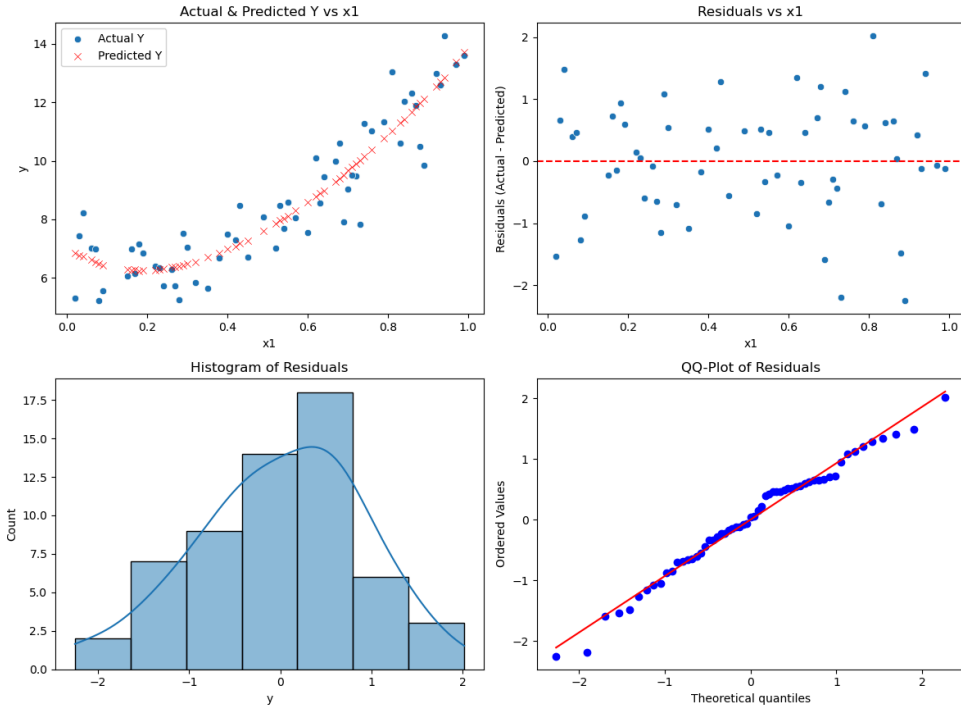 Actual & Predicted Y vs x1
Actual Y
Predicted Y
14
12
10
8
6
y
0.0 0.2 0.4 0.6 0.8 1.0
x1
Residuals vs x1
2
1
0
−1
−2
Residuals (Actual - Predicted)
0.0 0.2 0.4 0.6 0.8 1.0
x1
Histogram of Residuals
17.5
15.0
12.5
10.0
7.5
5.0
2.5
0.0
Count
−2 −1 0 1 2
y
QQ-Plot of Residuals
2
1
0
−1
−2
Ordered Values
−2 −1 0 1 2
Theoretical quantiles